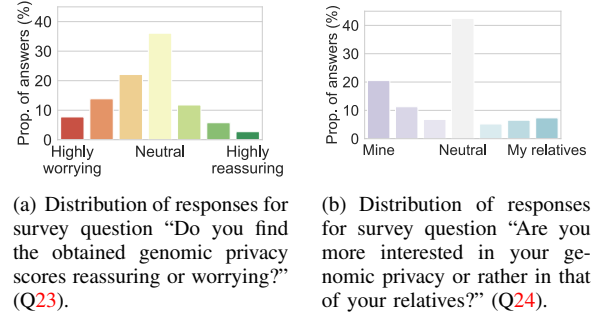 Prop. of answers (%)
40
30
20
10
0
Highly worrying
Neutral
Highly reassuring
(a) Distribution of responses for
survey question “Do you find
the obtained genomic privacy
scores reassuring or worrying?”
(Q23).
Prop. of answers (%)
40
30
20
10
0
Mine
Neutral
My relatives
(b) Distribution of responses
for survey question “Are you
more interested in your ge-
nomic privacy or rather in that
of your relatives?” (Q24).